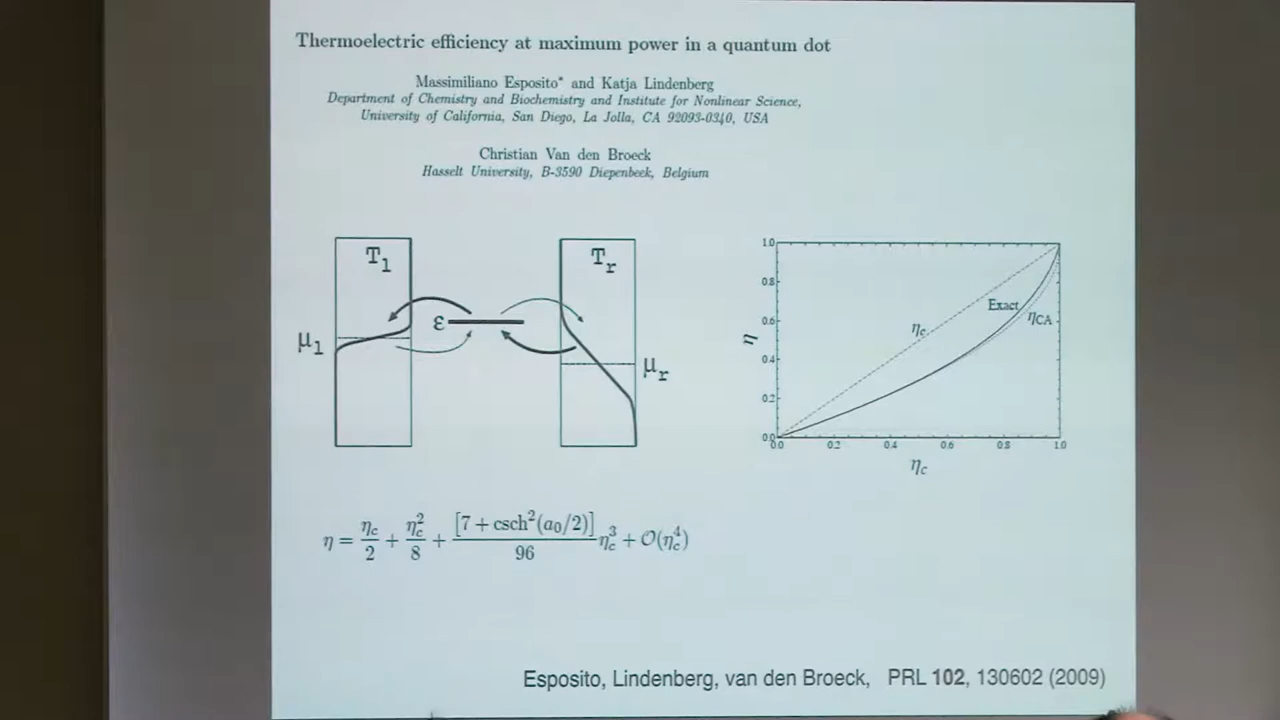 Thermoelectric efficiency at maximum power in a quantum dot
Massimiliano Esposito* and Katja Lindenberg
Department of Chemistry and Biochemistry and Institute for Nonlinear Science,
University of California, San Diego, La Jolla, CA 92093-0340, USA
Christian Van den Broeck
Hasselt University, B-3590 Diepenbeek, Belgium
T_l
T_r
ε
μ_l
μ_r
1.0
0.8
0.6
0.4
0.2
0.0
η
Exact
η_CA
η_c
0.0 0.2 0.4 0.6 0.8 1.0
η_c
η = η_c/2 + η_c^2/8 + [7 + csch^2(a_0/2)]/96 η_c^3 + O(η_c^4)
Esposito, Lindenberg, van den Broeck, PRL 102, 130602 (2009)